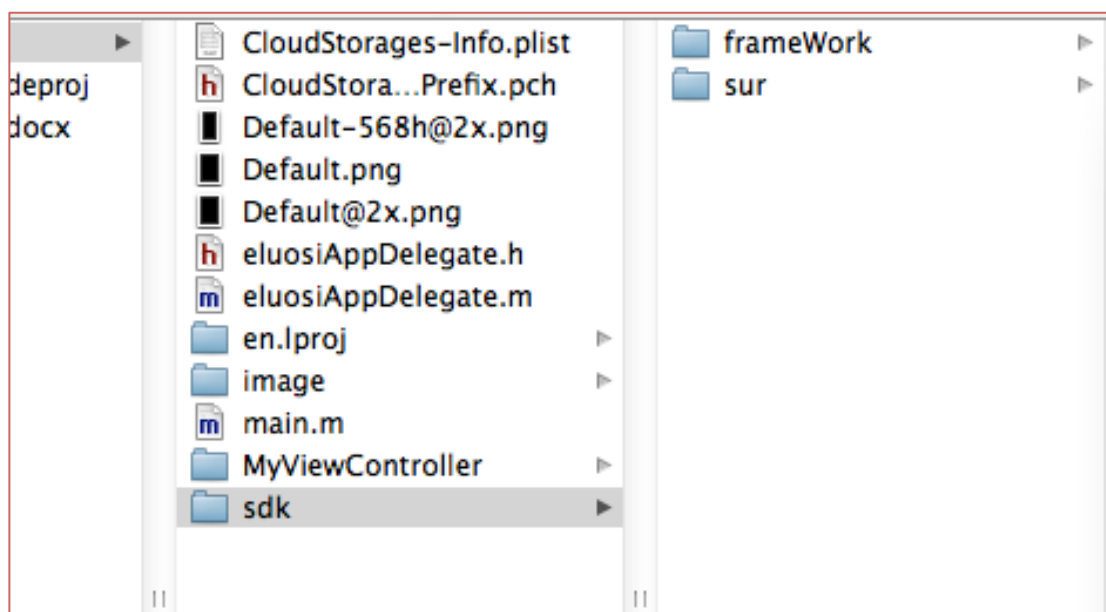 deproj
docx
CloudStorages-Info.plist
CloudStora...Prefix.pch
Default-568h@2x.png
Default.png
Default@2x.png
eluosiAppDelegate.h
eluosiAppDelegate.m
en.lproj
image
main.m
MyViewController
sdk
frameWork
sur